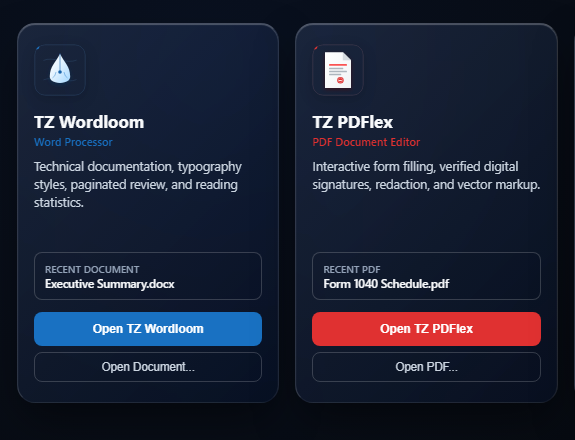 TZ Wordloom
Word Processor
Technical documentation, typography
styles, paginated review, and reading
statistics.
RECENT DOCUMENT
Executive Summary.docx
Open TZ Wordloom
Open Document...
TZ PDFlex
PDF Document Editor
Interactive form filling, verified digital
signatures, redaction, and vector markup.
RECENT PDF
Form 1040 Schedule.pdf
Open TZ PDFlex
Open PDF...